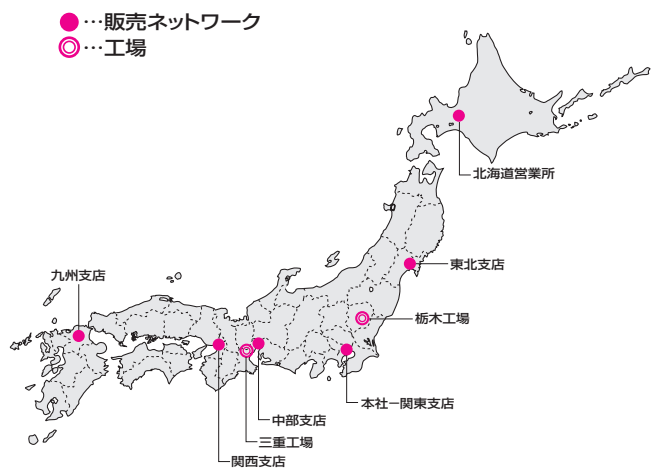 ●…販売ネットワーク
◎…工場
北海道営業所
東北支店
九州支店
栃木工場
本社－関東支店
中部支店
三重工場
関西支店